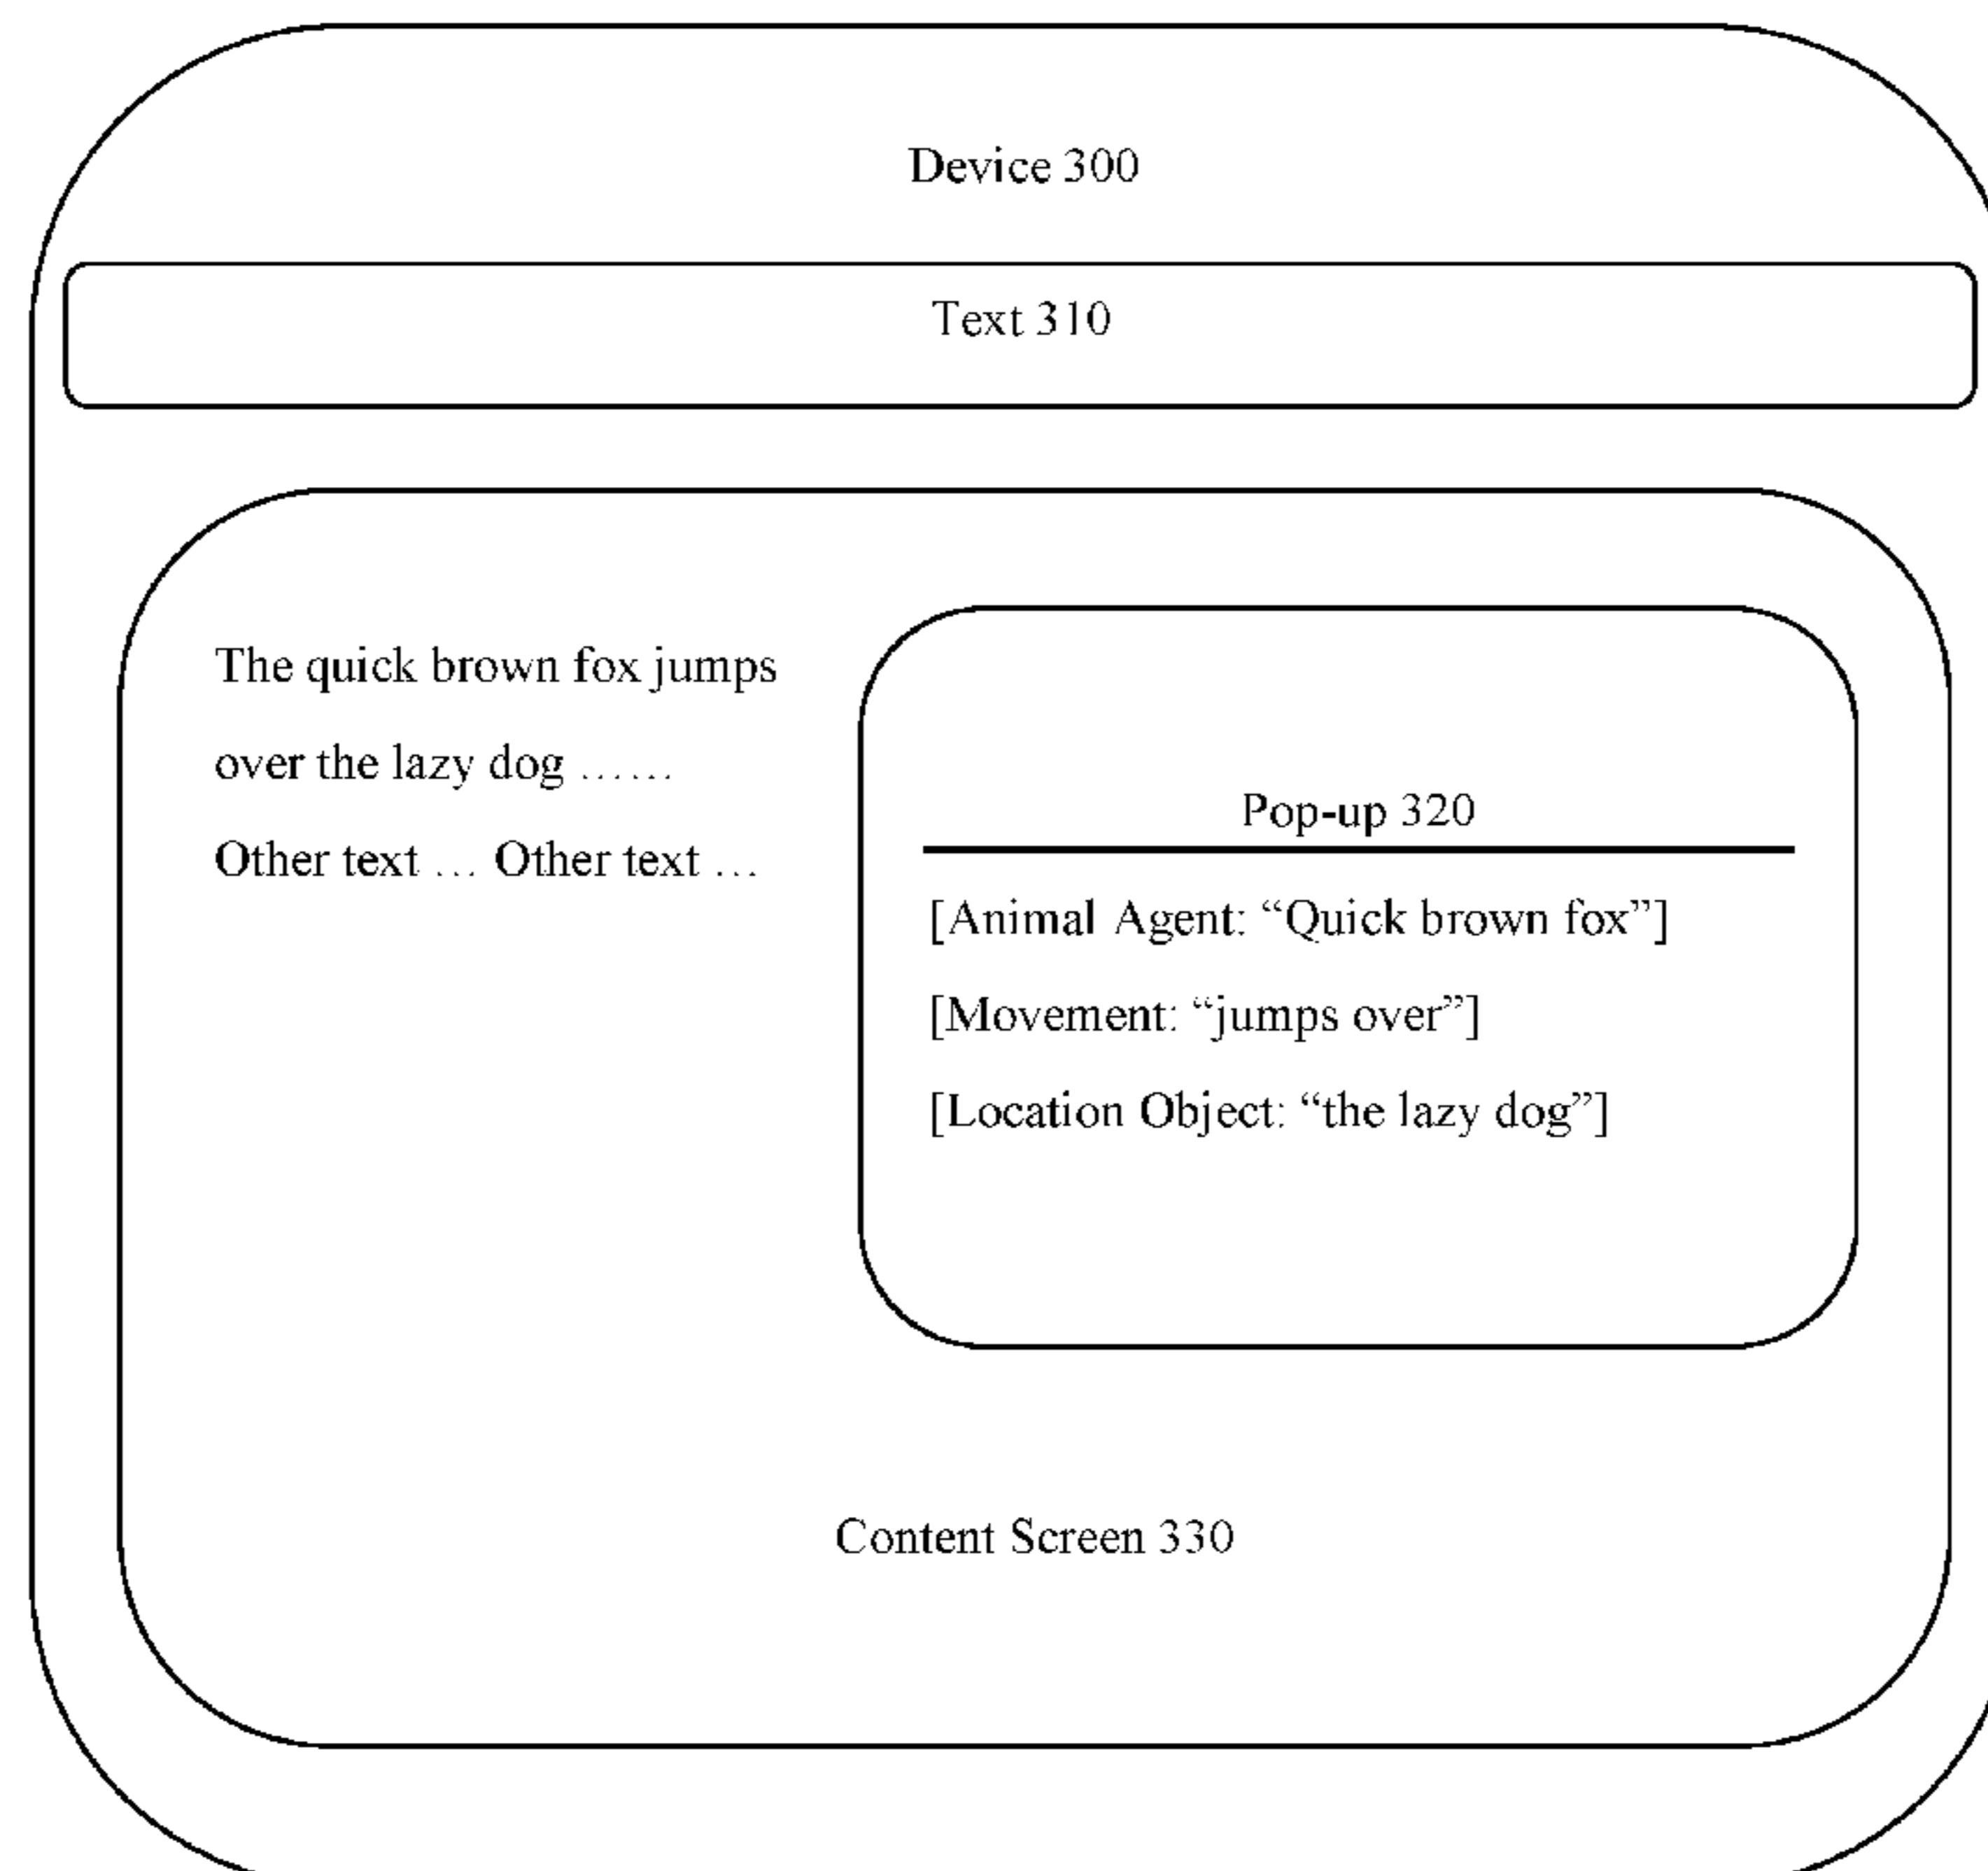 Device 300
Text 310
The quick brown fox jumps
over the lazy dog ……
Other text … Other text …
Pop-up 320
[Animal Agent: “Quick brown fox”]
[Movement: “jumps over”]
[Location Object: “the lazy dog”]
Content Screen 330